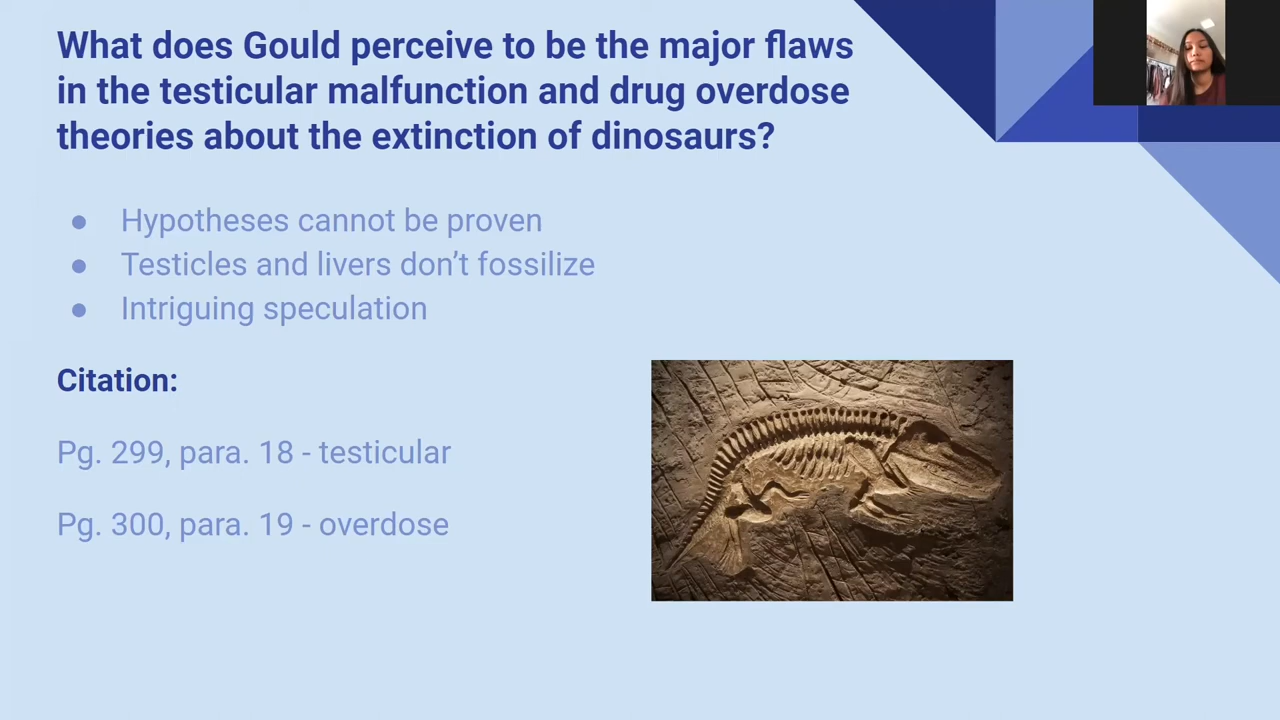 What does Gould perceive to be the major flaws
in the testicular malfunction and drug overdose
theories about the extinction of dinosaurs?
● Hypotheses cannot be proven
● Testicles and livers don’t fossilize
● Intriguing speculation
Citation:
Pg. 299, para. 18 - testicular
Pg. 300, para. 19 - overdose